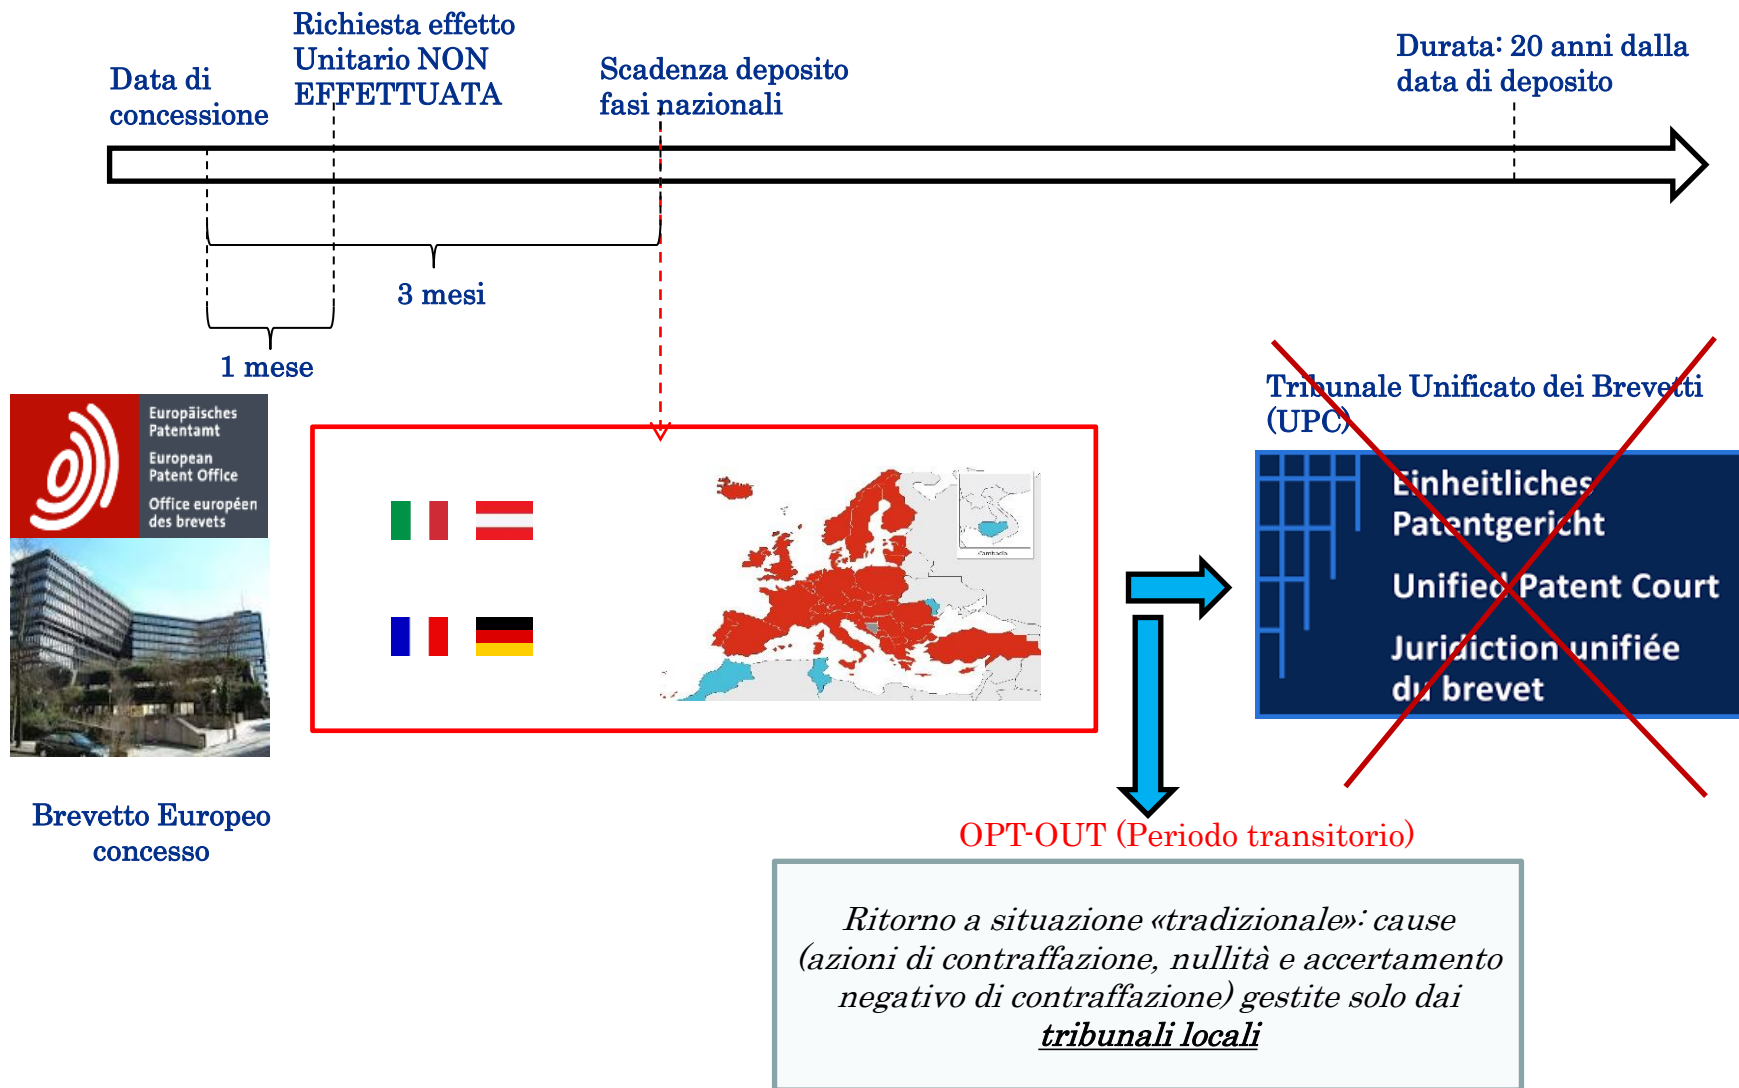 Richiesta effetto
Unitario NON
EFFETTUATA
Data di
concessione
Scadenza deposito
fasi nazionali
Durata: 20 anni dalla
data di deposito
3 mesi
1 mese
Europäisches
Patentamt
European
Patent Office
Office européen
des brevets
Brevetto Europeo
concesso
Cambodia
Tribunale Unificato dei Brevetti
(UPC)
Einheitliches
Patentgericht
Unified Patent Court
Juridiction unifiée
du brevet
OPT-OUT (Periodo transitorio)
Ritorno a situazione «tradizionale»: cause
(azioni di contraffazione, nullità e accertamento
negativo di contraffazione) gestite solo dai
tribunali locali